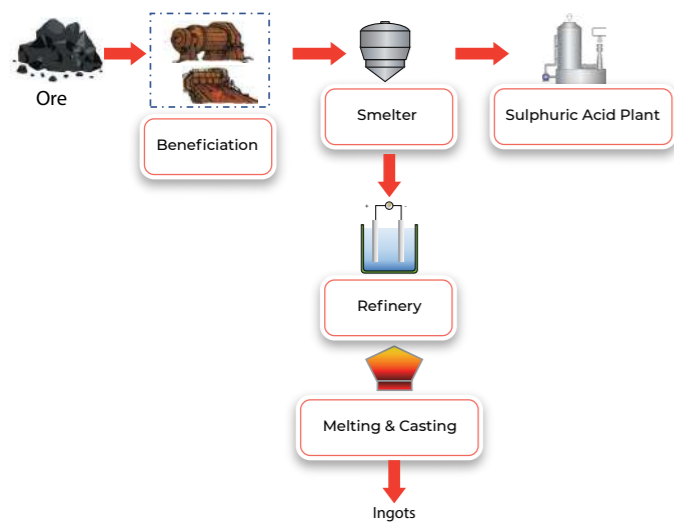 Ore
Beneficiation
Smelter
Sulphuric Acid Plant
+ -
Refinery
Melting & Casting
Ingots